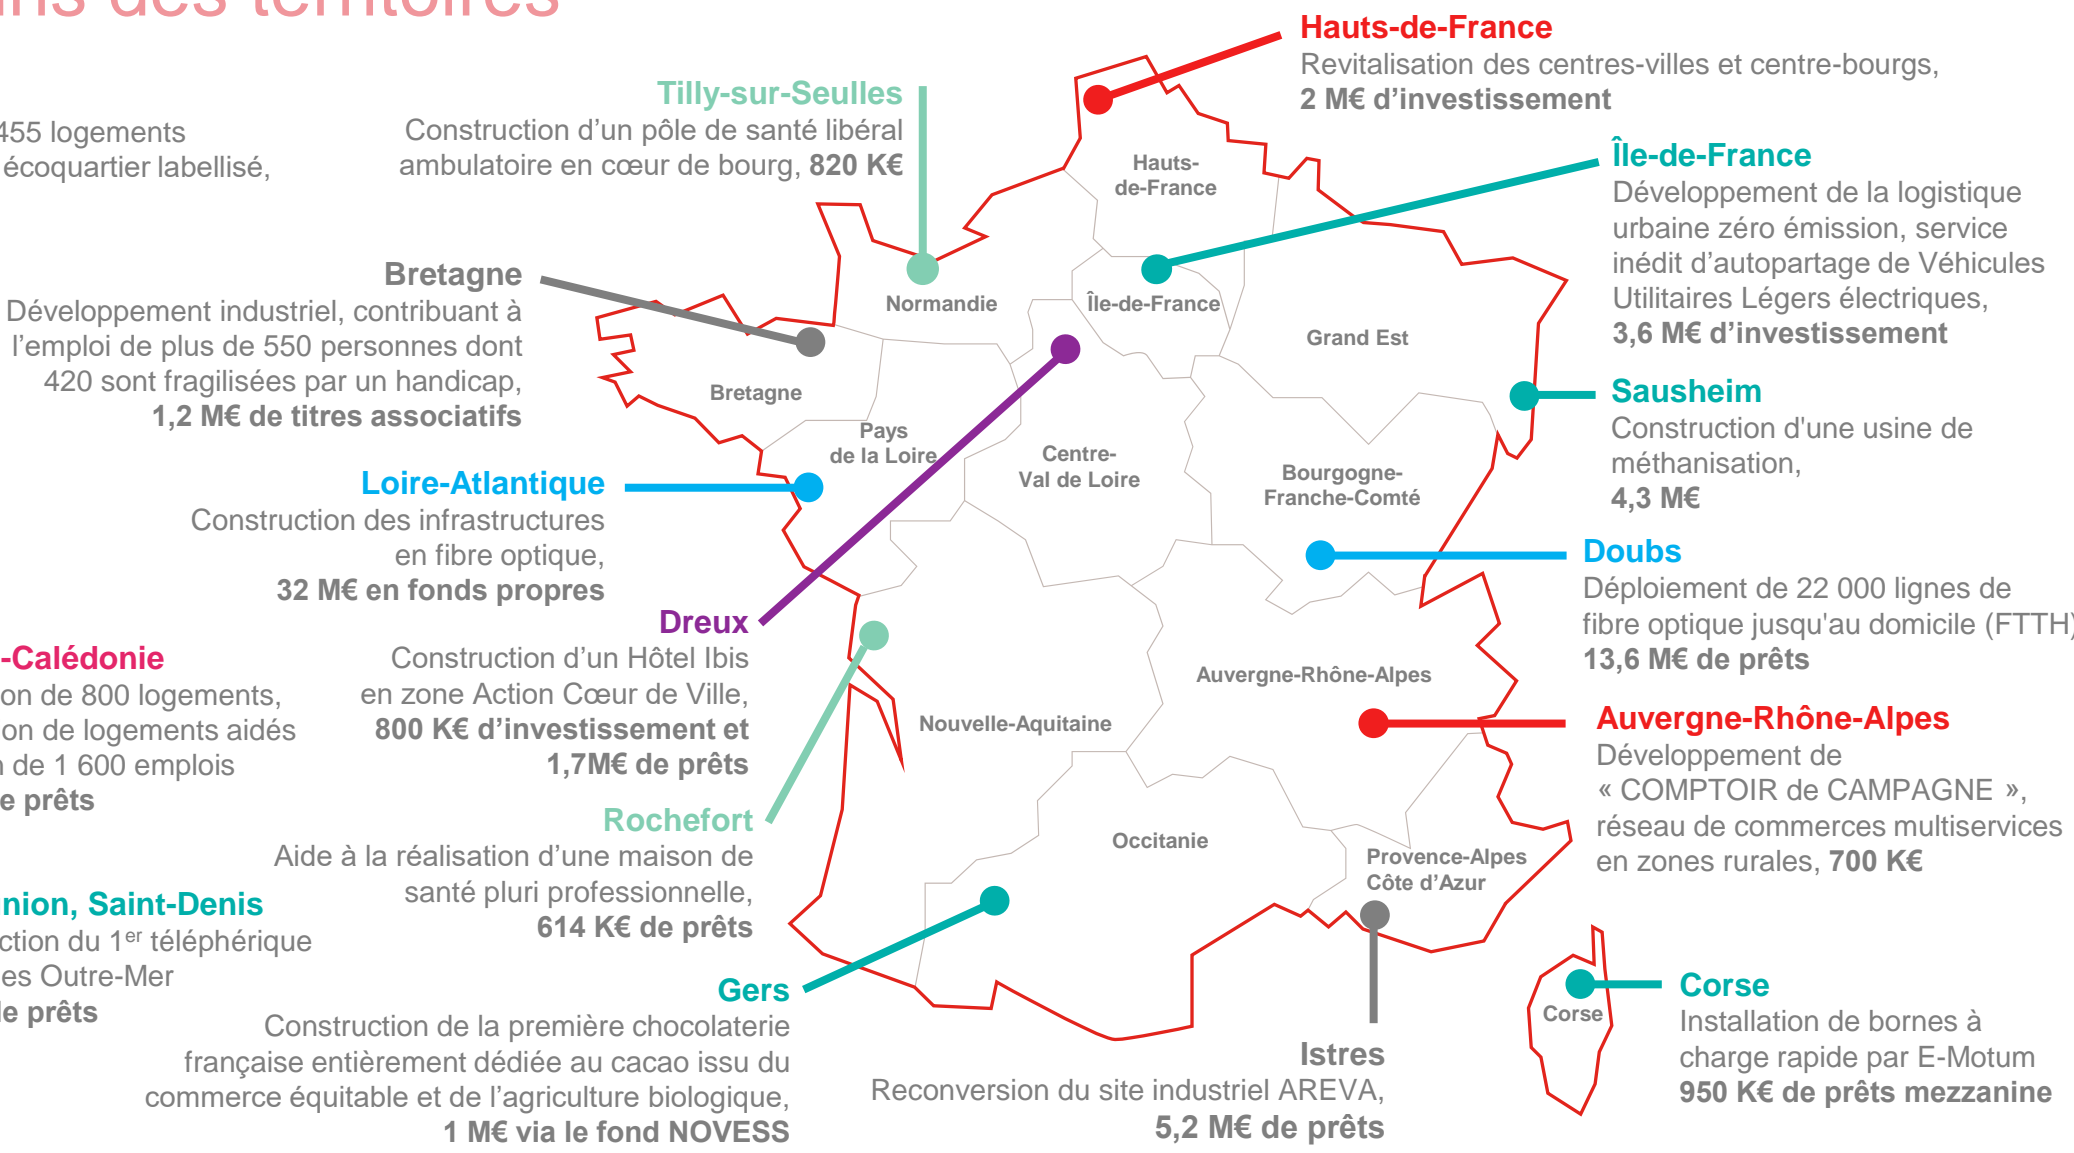 des territoires
455 logements
écoquartier labellisé,
Tilly-sur-Seulles
Construction d’un pôle de santé libéral
ambulatoire en cœur de bourg, 820 K€
Hauts-de-France
Revitalisation des centres-villes et centre-bourgs,
2 M€ d’investissement
Île-de-France
Développement de la logistique
urbaine zéro émission, service
inédit d’autopartage de Véhicules
Utilitaires Légers électriques,
3,6 M€ d’investissement
Bretagne
Développement industriel, contribuant à
l’emploi de plus de 550 personnes dont
420 sont fragilisées par un handicap,
1,2 M€ de titres associatifs
Sausheim
Construction d'une usine de
méthanisation,
4,3 M€
Loire-Atlantique
Construction des infrastructures
en fibre optique,
32 M€ en fonds propres
Doubs
Déploiement de 22 000 lignes de
fibre optique jusqu'au domicile (FTTH)
13,6 M€ de prêts
Dreux
Construction d’un Hôtel Ibis
en zone Action Cœur de Ville,
800 K€ d’investissement et
1,7M€ de prêts
-Calédonie
de 800 logements,
de logements aidés
de 1 600 emplois
prêts
Auvergne-Rhône-Alpes
Développement de
« COMPTOIR de CAMPAGNE »,
réseau de commerces multiservices
en zones rurales, 700 K€
Rochefort
Aide à la réalisation d’une maison de
santé pluri professionnelle,
614 K€ de prêts
Saint-Denis
du 1er téléphérique
Outre-Mer
prêts
Gers
Construction de la première chocolaterie
française entièrement dédiée au cacao issu du
commerce équitable et de l’agriculture biologique,
1 M€ via le fond NOVESS
Istres
Reconversion du site industriel AREVA,
5,2 M€ de prêts
Corse
Installation de bornes à
charge rapide par E-Motum
950 K€ de prêts mezzanine
Hauts-
de-France
Normandie
Île-de-France
Grand Est
Bretagne
Pays
de la Loire
Centre-
Val de Loire
Bourgogne-
Franche-Comté
Auvergne-Rhône-Alpes
Nouvelle-Aquitaine
Occitanie
Provence-Alpes
Côte d’Azur
Corse